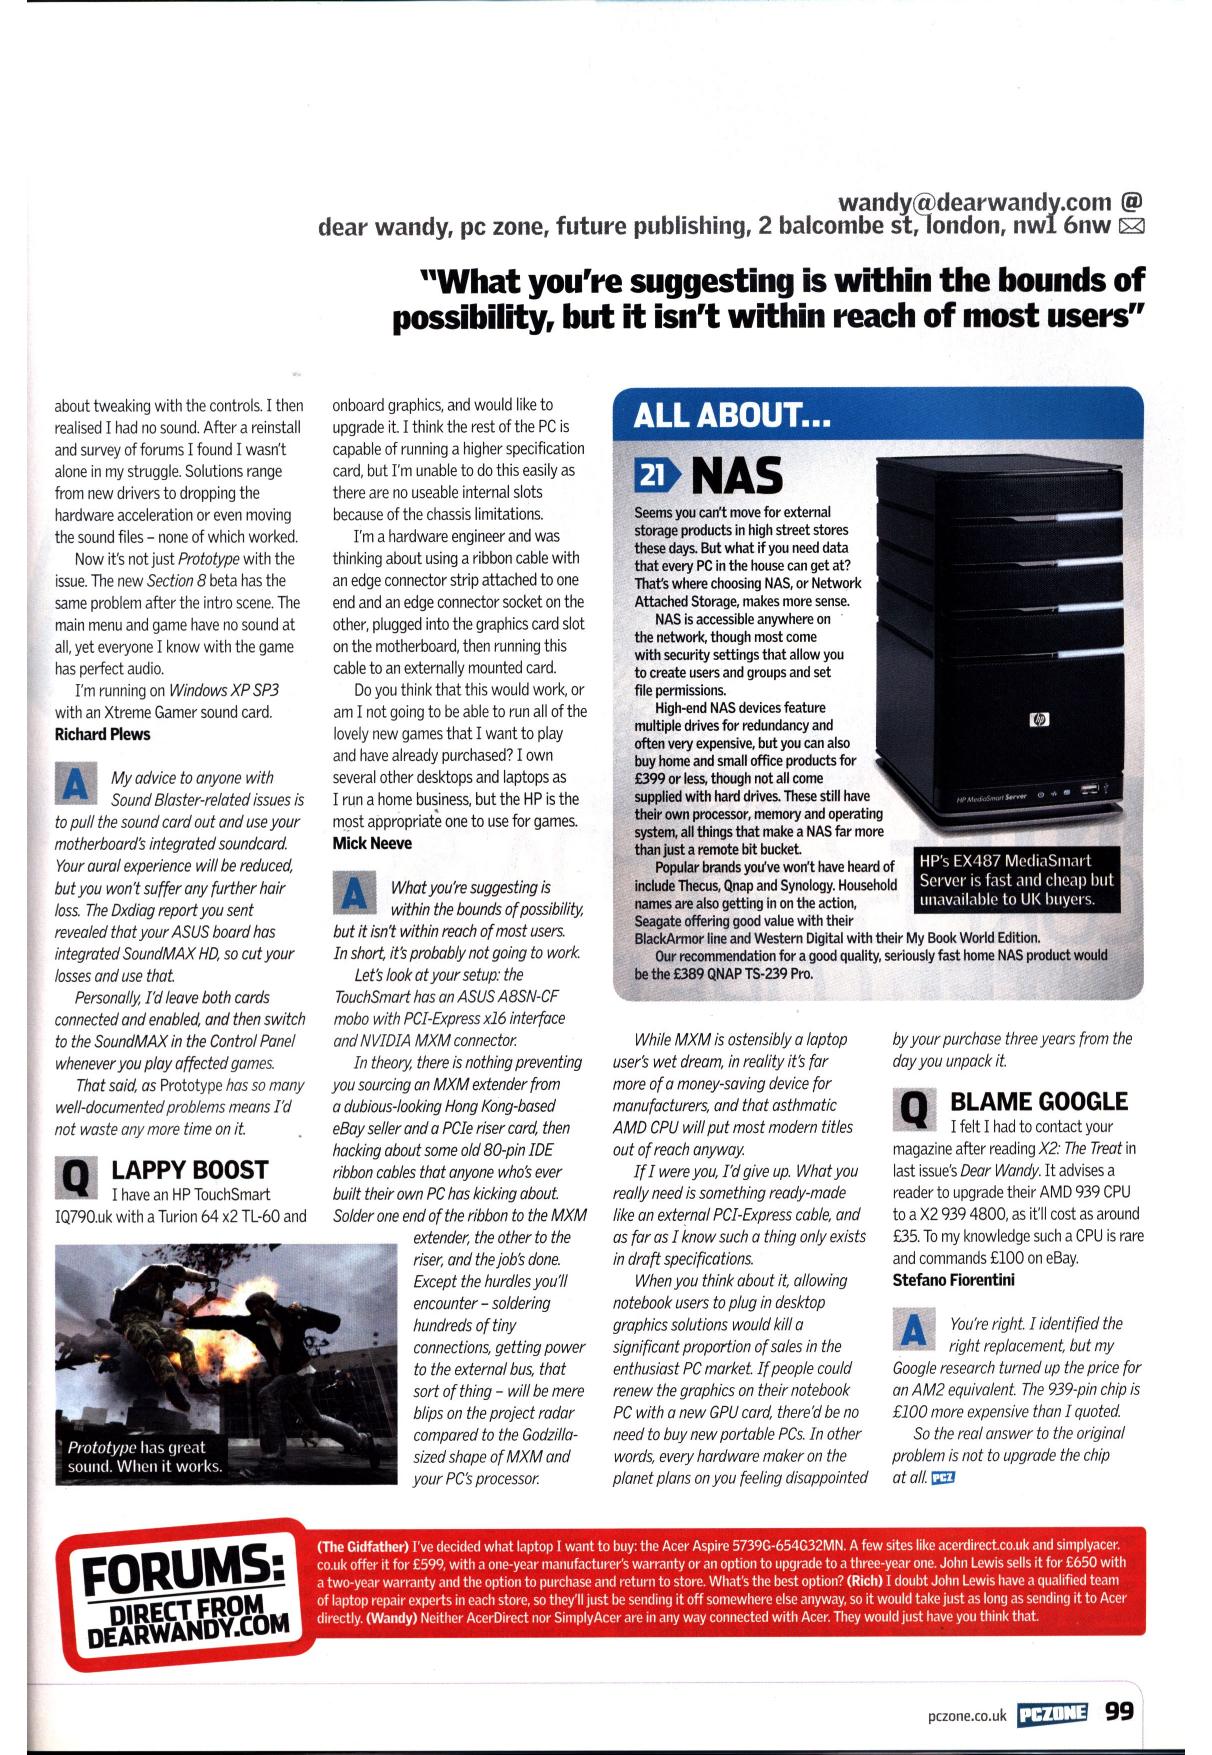 wandy@dearwandy.com @
dear wandy, pc zone, future publishing, 2 balcombe st, london, nw1 6nw
"What you're suggesting is within the bounds of
possibility, but it isn't within reach of most users"
about tweaking with the controls. I then
realised I had no sound. After a reinstall
and survey of forums I found I wasn't
alone in my struggle. Solutions range
from new drivers to dropping the
hardware acceleration or even moving
the sound files – none of which worked.
Now it's not just Prototype with the
issue. The new Section 8 beta has the
same problem after the intro scene. The
main menu and game have no sound at
all, yet everyone I know with the game
has perfect audio.
I'm running on Windows XP SP3
with an Xtreme Gamer sound card.
Richard Plews
A My advice to anyone with
Sound Blaster-related issues is
to pull the sound card out and use your
motherboard's integrated soundcard.
Your aural experience will be reduced,
but you won't suffer any further hair
loss. The Dxdiag report you sent
revealed that your ASUS board has
integrated SoundMAX HD, so cut your
losses and use that.
Personally, I'd leave both cards
connected and enabled, and then switch
to the SoundMAX in the Control Panel
whenever you play affected games.
That said, as Prototype has so many
well-documented problems means I'd
not waste any more time on it.
Q LAPPY BOOST
I have an HP TouchSmart
IQ790.uk with a Turion 64 x2 TL-60 and
Prototype has great
sound. When it works.
onboard graphics, and would like to
upgrade it. I think the rest of the PC is
capable of running a higher specification
card, but I'm unable to do this easily as
there are no useable internal slots
because of the chassis limitations.
I'm a hardware engineer and was
thinking about using a ribbon cable with
an edge connector strip attached to one
end and an edge connector socket on the
other, plugged into the graphics card slot
on the motherboard, then running this
cable to an externally mounted card.
Do you think that this would work, or
am I not going to be able to run all of the
lovely new games that I want to play
and have already purchased? I own
several other desktops and laptops as
I run a home business, but the HP is the
most appropriate one to use for games.
Mick Neeve
A What you're suggesting is
within the bounds of possibility,
but it isn't within reach of most users.
In short, it's probably not going to work.
Let's look at your setup: the
TouchSmart has an ASUS A8SN-CF
mobo with PCI-Express x16 interface
and NVIDIA MXM connector.
In theory, there is nothing preventing
you sourcing an MXM extender from
a dubious-looking Hong Kong-based
eBay seller and a PCIe riser card, then
hacking about some old 80-pin IDE
ribbon cables that anyone who's ever
built their own PC has kicking about.
Solder one end of the ribbon to the MXM
extender, the other to the
riser, and the job's done.
Except the hurdles you'll
encounter – soldering
hundreds of tiny
connections, getting power
to the external bus, that
sort of thing – will be mere
blips on the project radar
compared to the Godzilla-
sized shape of MXM and
your PC's processor.
ALL ABOUT...
21 NAS
Seems you can't move for external
storage products in high street stores
these days. But what if you need data
that every PC in the house can get at?
That's where choosing NAS, or Network
Attached Storage, makes more sense.
NAS is accessible anywhere on
the network, though most come
with security settings that allow you
to create users and groups and set
file permissions.
High-end NAS devices feature
multiple drives for redundancy and
often very expensive, but you can also
buy home and small office products for
£399 or less, though not all come
supplied with hard drives. These still have
their own processor, memory and operating
system, all things that make a NAS far more
than just a remote bit bucket.
Popular brands you've won't have heard of
include Thecus, Qnap and Synology. Household
names are also getting in on the action,
Seagate offering good value with their
BlackArmor line and Western Digital with their My Book World Edition.
Our recommendation for a good quality, seriously fast home NAS product would
be the £389 QNAP TS-239 Pro.
hp
HP MediaSmart Server
HP's EX487 MediaSmart
Server is fast and cheap but
unavailable to UK buyers.
While MXM is ostensibly a laptop
user's wet dream, in reality it's far
more of a money-saving device for
manufacturers, and that asthmatic
AMD CPU will put most modern titles
out of reach anyway.
If I were you, I'd give up. What you
really need is something ready-made
like an external PCI-Express cable, and
as far as I know such a thing only exists
in draft specifications.
When you think about it, allowing
notebook users to plug in desktop
graphics solutions would kill a
significant proportion of sales in the
enthusiast PC market. If people could
renew the graphics on their notebook
PC with a new GPU card, there'd be no
need to buy new portable PCs. In other
words, every hardware maker on the
planet plans on you feeling disappointed
by your purchase three years from the
day you unpack it.
Q BLAME GOOGLE
I felt I had to contact your
magazine after reading X2: The Treat in
last issue's Dear Wandy. It advises a
reader to upgrade their AMD 939 CPU
to a X2 939 4800, as it'll cost as around
£35. To my knowledge such a CPU is rare
and commands £100 on eBay.
Stefano Fiorentini
A You're right. I identified the
right replacement, but my
Google research turned up the price for
an AM2 equivalent. The 939-pin chip is
£100 more expensive than I quoted.
So the real answer to the original
problem is not to upgrade the chip
at all. PCZ
FORUMS:
DIRECT FROM
DEARWANDY.COM
(The Gidfather) I've decided what laptop I want to buy: the Acer Aspire 5739G-654G32MN. A few sites like acerdirect.co.uk and simplyacer.
co.uk offer it for £599, with a one-year manufacturer's warranty or an option to upgrade to a three-year one. John Lewis sells it for £650 with
a two-year warranty and the option to purchase and return to store. What's the best option? (Rich) I doubt John Lewis have a qualified team
of laptop repair experts in each store, so they'll just be sending it off somewhere else anyway, so it would take just as long as sending it to Acer
directly. (Wandy) Neither AcerDirect nor SimplyAcer are in any way connected with Acer. They would just have you think that.
pczone.co.uk PCZONE 99